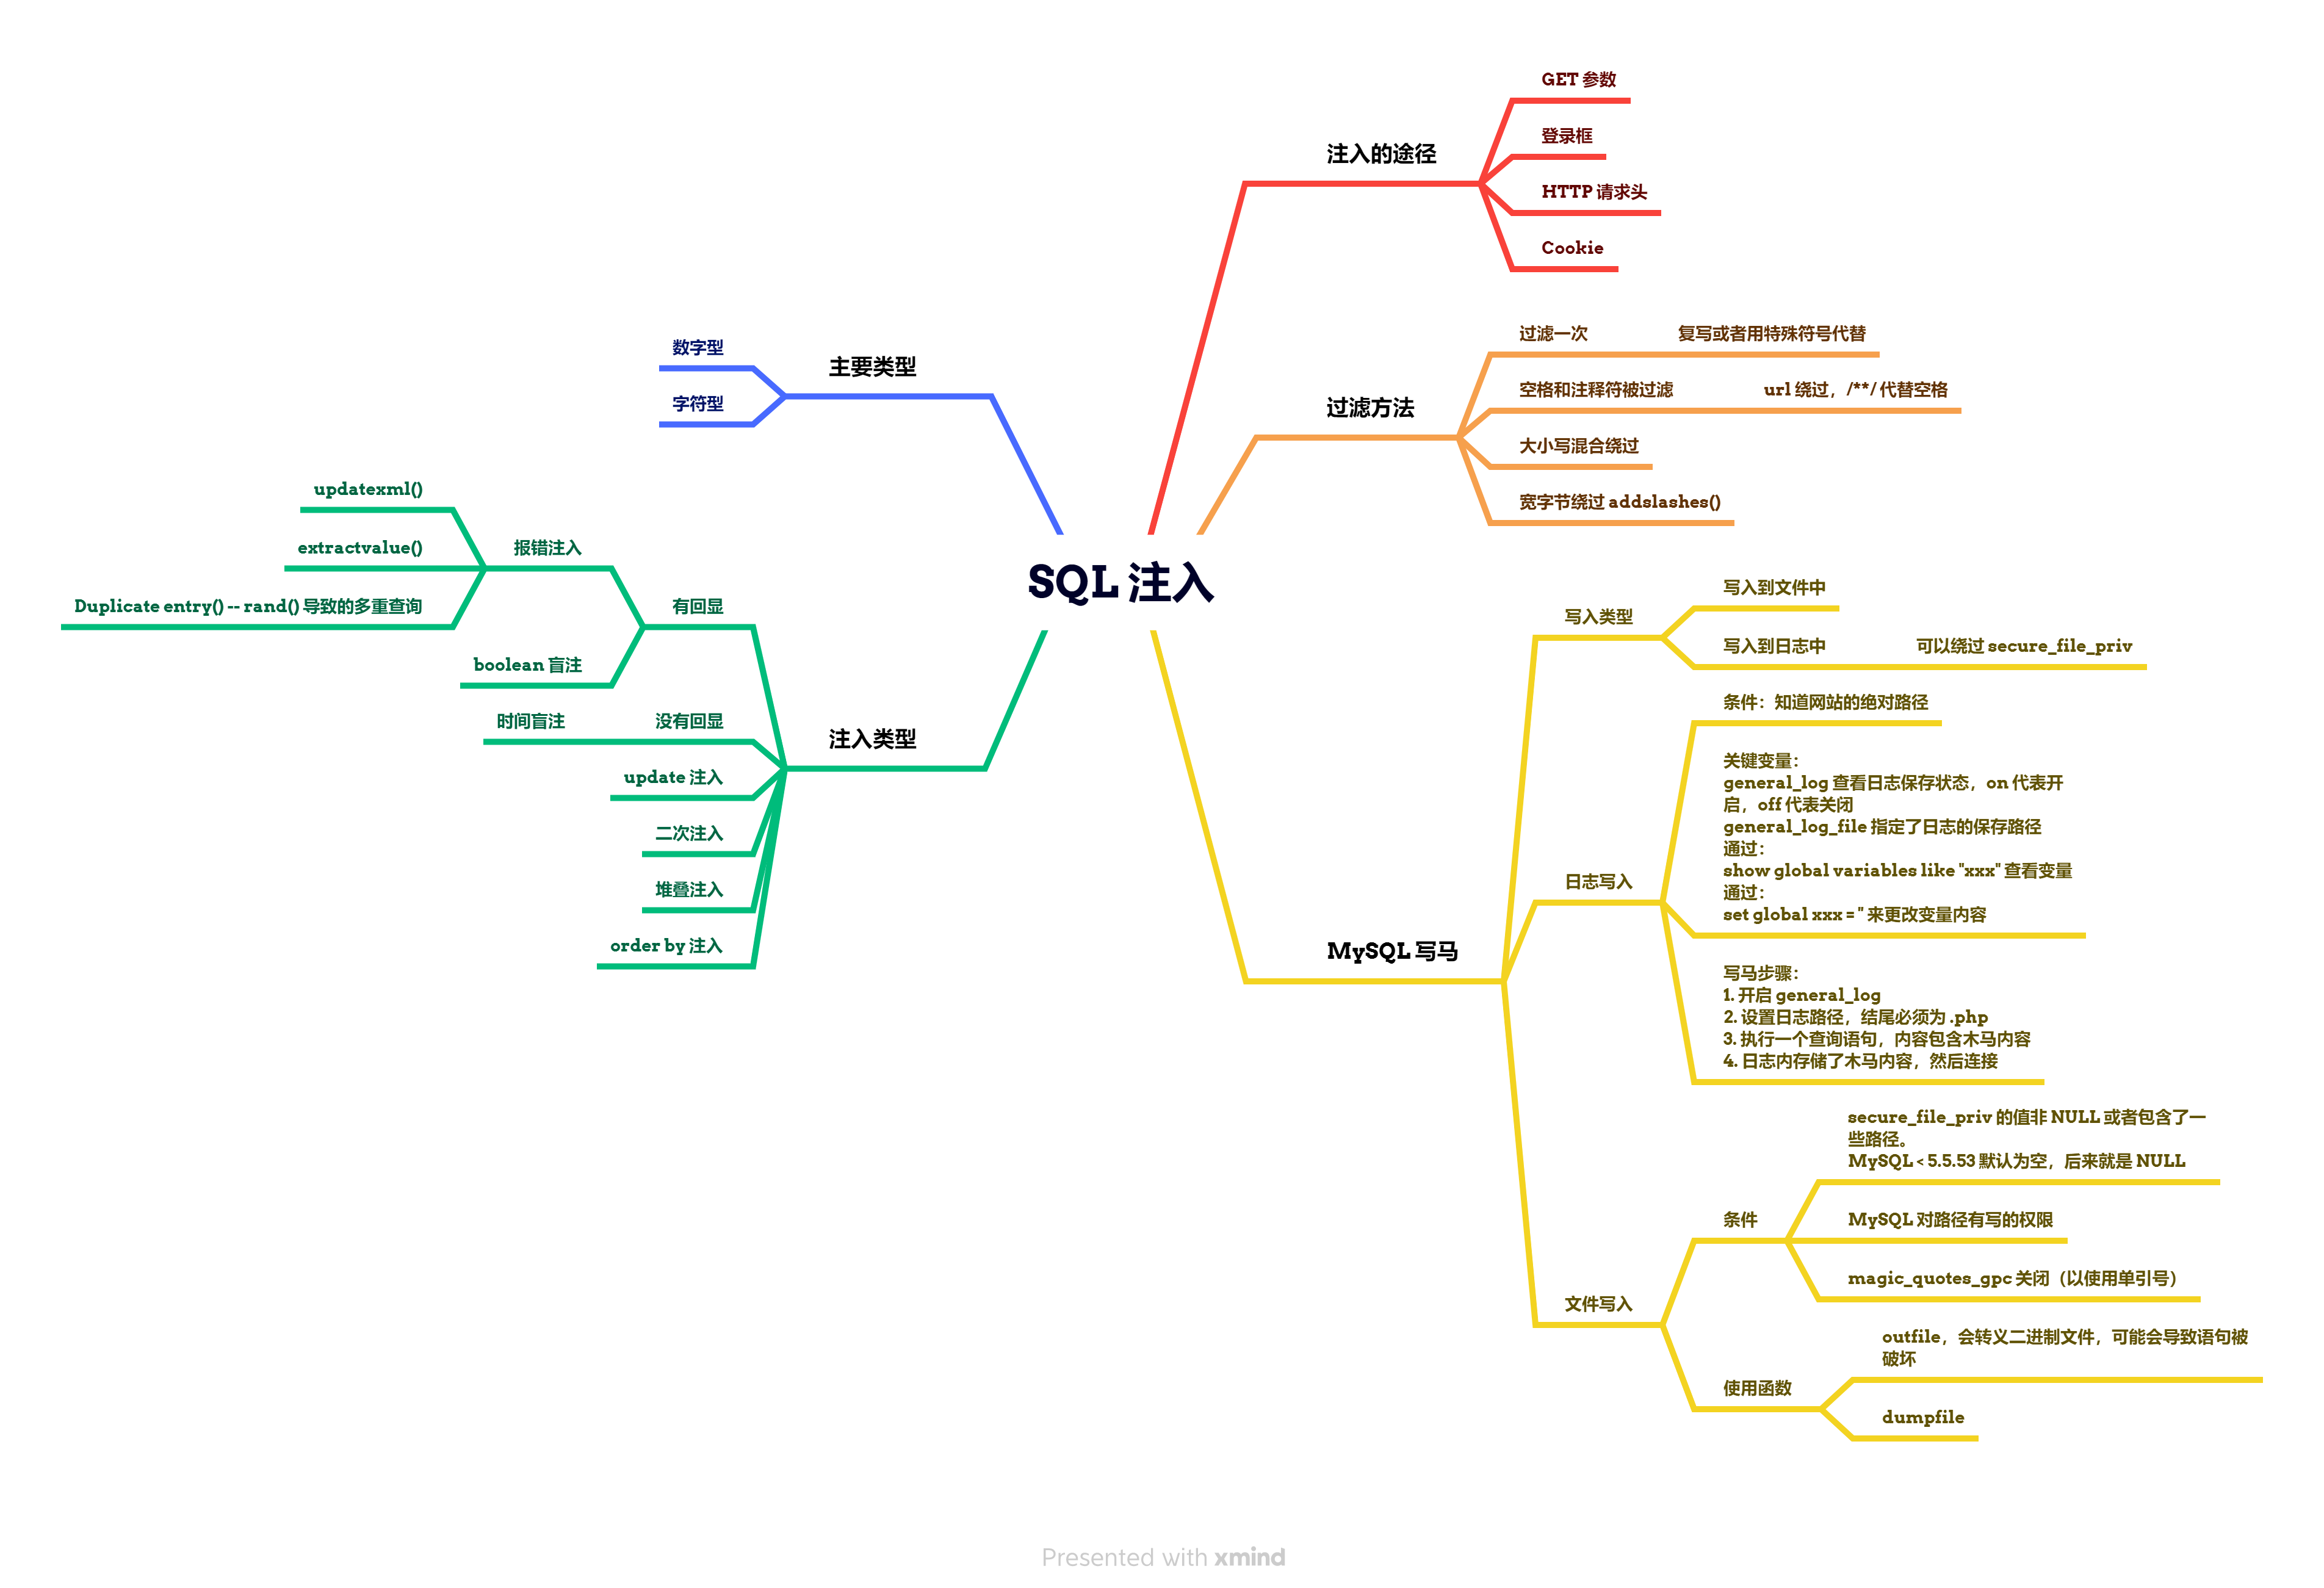 SQL 注入
注入的途径
GET 参数
登录框
HTTP 请求头
Cookie
过滤方法
过滤一次
复写或者用特殊符号代替
空格和注释符被过滤
url 绕过，/**/ 代替空格
大小写混合绕过
宽字节绕过 addslashes()
MySQL 写马
写入类型
写入到文件中
写入到日志中
可以绕过 secure_file_priv
日志写入
条件：知道网站的绝对路径
关键变量：
general_log 查看日志保存状态，on 代表开
启，off 代表关闭
general_log_file 指定了日志的保存路径
通过：
show global variables like "xxx" 查看变量
通过：
set global xxx = '' 来更改变量内容
写马步骤：
1. 开启 general_log
2. 设置日志路径，结尾必须为 .php
3. 执行一个查询语句，内容包含木马内容
4. 日志内存储了木马内容，然后连接
文件写入
条件
secure_file_priv 的值非 NULL 或者包含了一
些路径。
MySQL < 5.5.53 默认为空，后来就是 NULL
MySQL 对路径有写的权限
magic_quotes_gpc 关闭（以使用单引号）
使用函数
outfile，会转义二进制文件，可能会导致语句被
破坏
dumpfile
主要类型
数字型
字符型
注入类型
有回显
报错注入
updatexml()
extractvalue()
Duplicate entry() -- rand() 导致的多重查询
boolean 盲注
没有回显
时间盲注
update 注入
二次注入
堆叠注入
order by 注入
Presented with xmind